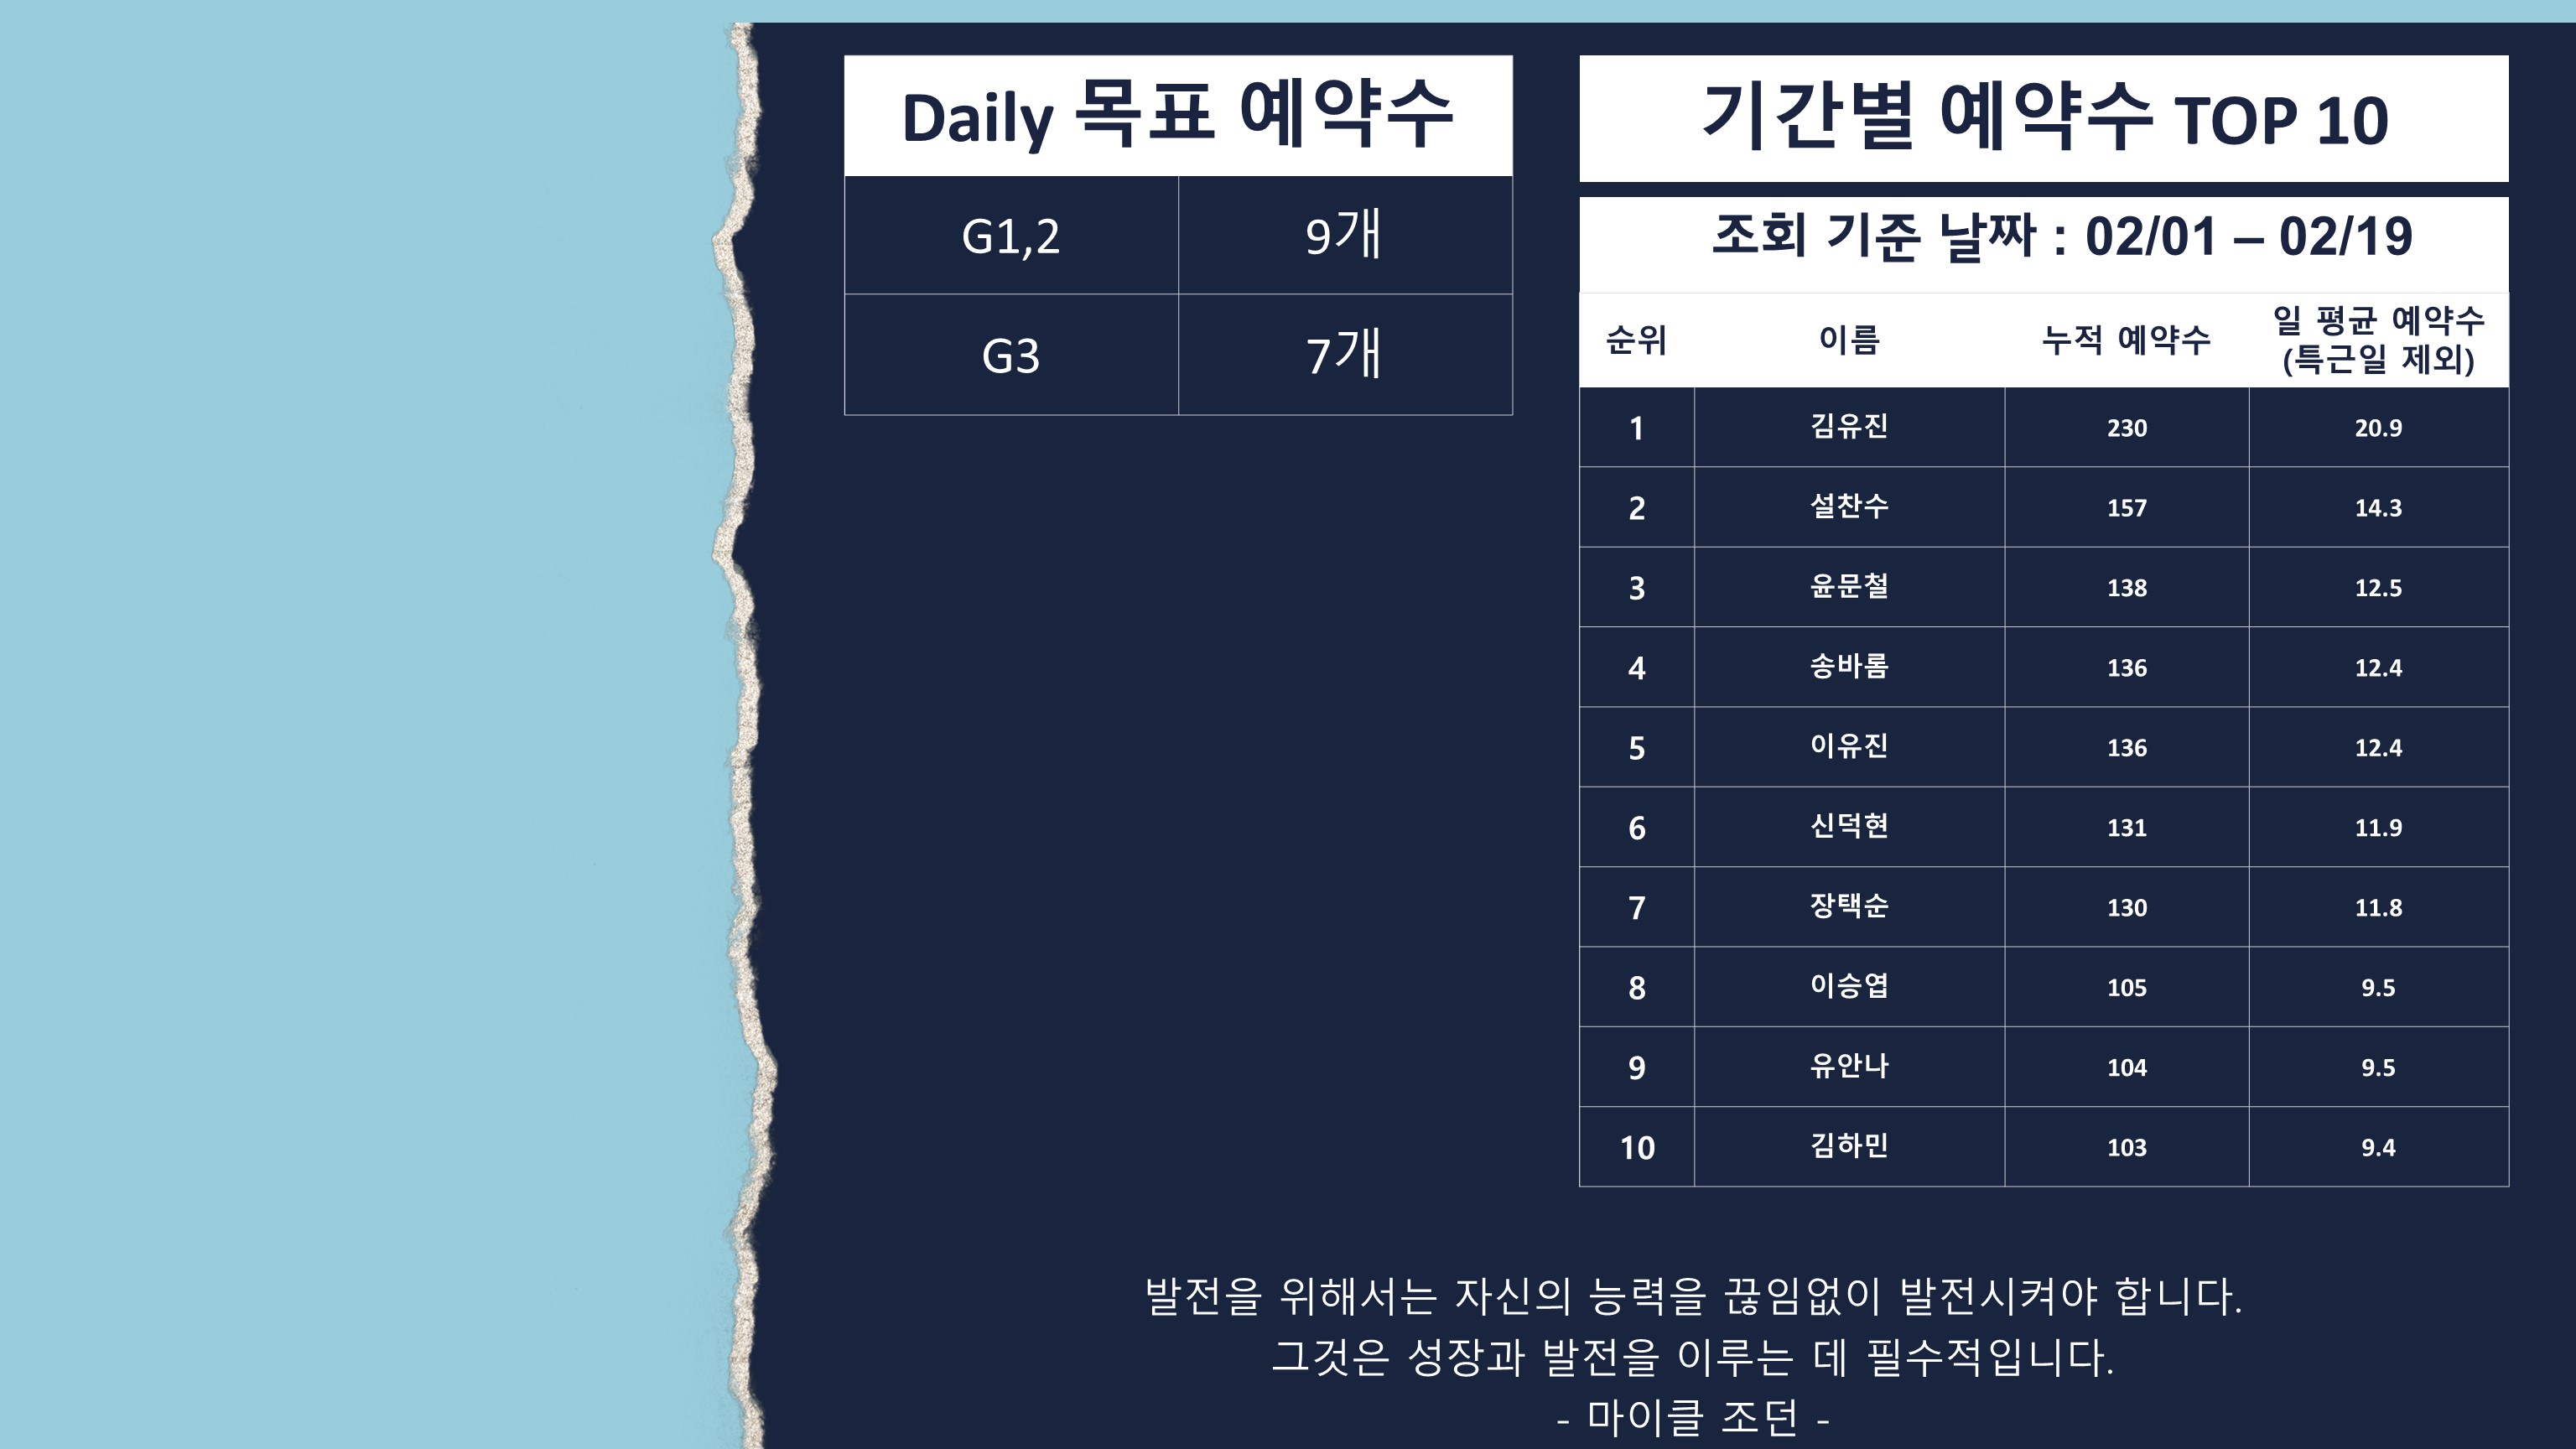 Daily 목표 예약수
G1,2 9개
G3 7개
기간별 예약수 TOP 10
조회 기준 날짜 : 02/01 – 02/19
순위 이름 누적 예약수 일 평균 예약수
(특근일 제외)
1 김유진 230 20.9
2 설찬수 157 14.3
3 윤문철 138 12.5
4 송바롬 136 12.4
5 이유진 136 12.4
6 신덕현 131 11.9
7 장택순 130 11.8
8 이승엽 105 9.5
9 유안나 104 9.5
10 김하민 103 9.4
발전을 위해서는 자신의 능력을 끊임없이 발전시켜야 합니다.
그것은 성장과 발전을 이루는 데 필수적입니다.
- 마이클 조던 -